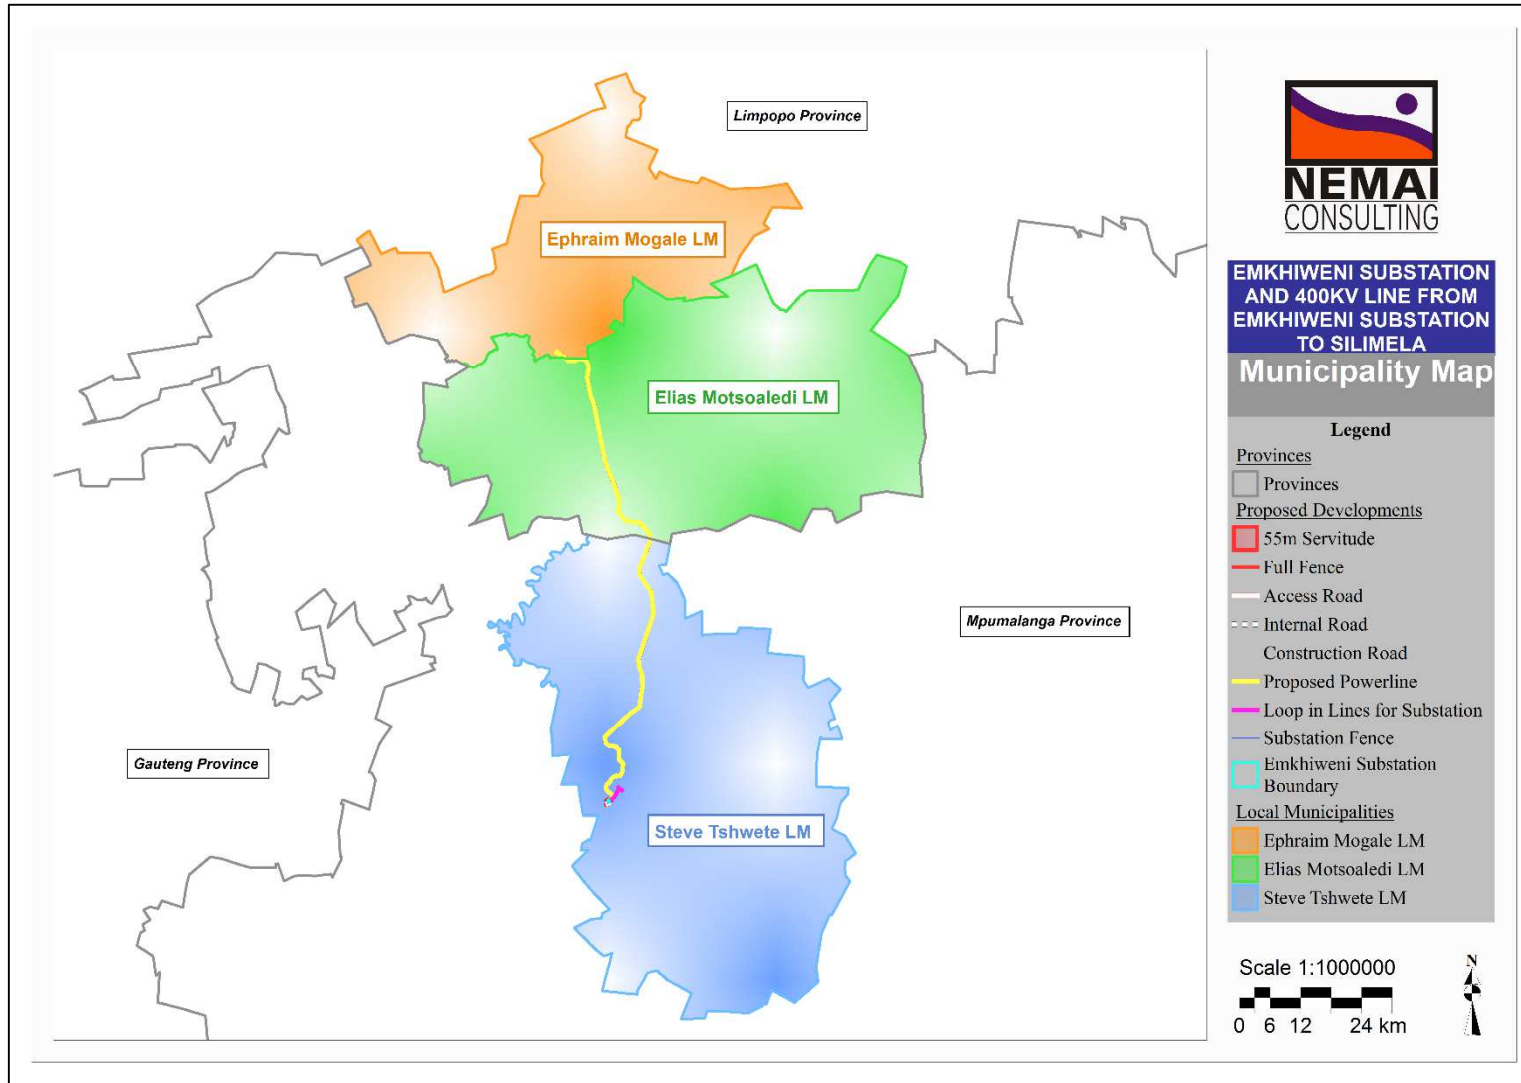 Limpopo Province
Ephraim Mogale LM
Elias Motsoaledi LM
Mpumalanga Province
Gauteng Province
Steve Tshwete LM
NEMAI
CONSULTING
EMKHIWENI SUBSTATION
AND 400KV LINE FROM
EMKHIWENI SUBSTATION
TO SILIMELA
Municipality Map
Legend
Provinces
Provinces
Proposed Developments
55m Servitude
Full Fence
Access Road
Internal Road
Construction Road
Proposed Powerline
Loop in Lines for Substation
Substation Fence
Emkhiweni Substation
Boundary
Local Municipalities
Ephraim Mogale LM
Elias Motsoaledi LM
Steve Tshwete LM
Scale 1:1000000
0 6 12 24 km
N